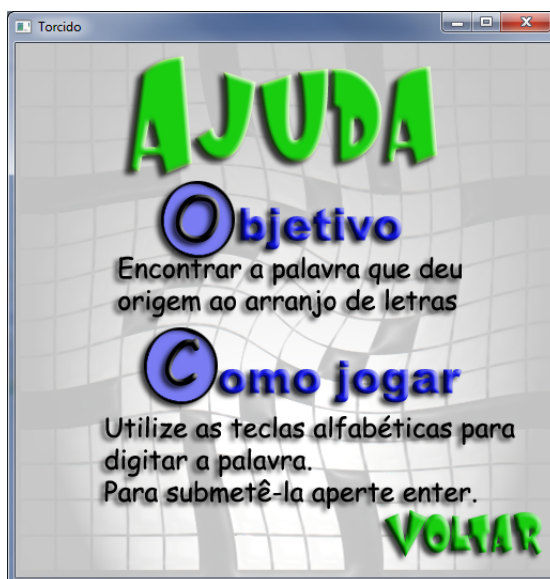 Torcido
AJUDA
Objetivo
Encontrar a palavra que deu
origem ao arranjo de letras
Como jogar
Utilize as teclas alfabéticas para
digitar a palavra.
Para submetê-la aperte enter.
VOLTAR